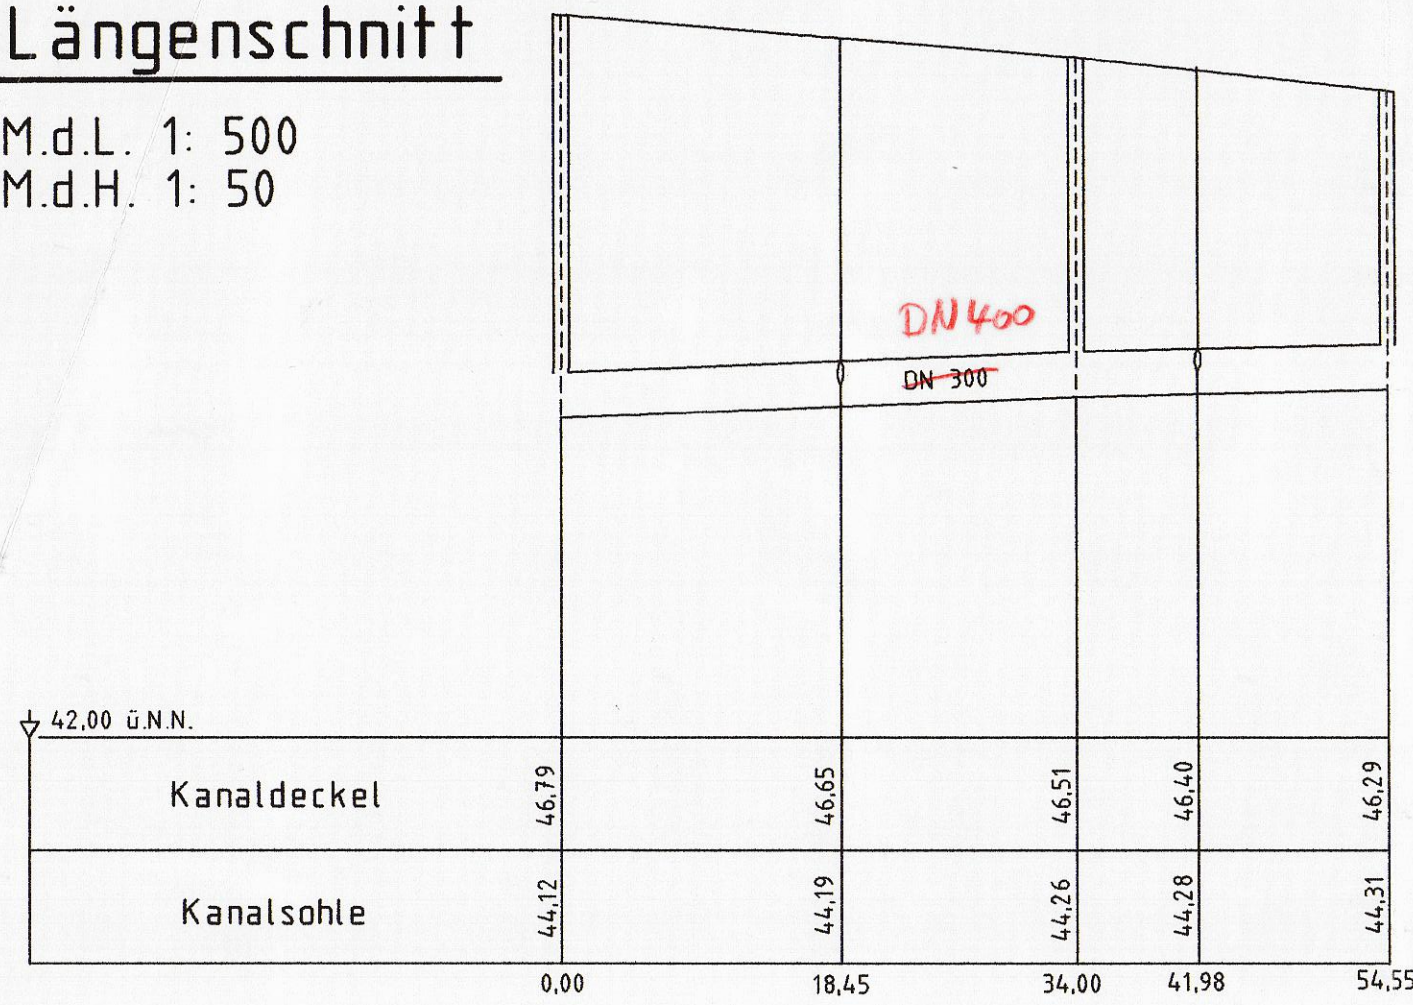 Längenschnitt
M.d.L. 1: 500
M.d.H. 1: 50
DN 400
DN 300
42,00 ü.N.N.
Kanaldeckel 46,79 46,65 46,51 46,40 46,29
Kanalsohle 44,12 44,19 44,26 44,28 44,31
0,00 18,45 34,00 41,98 54,55